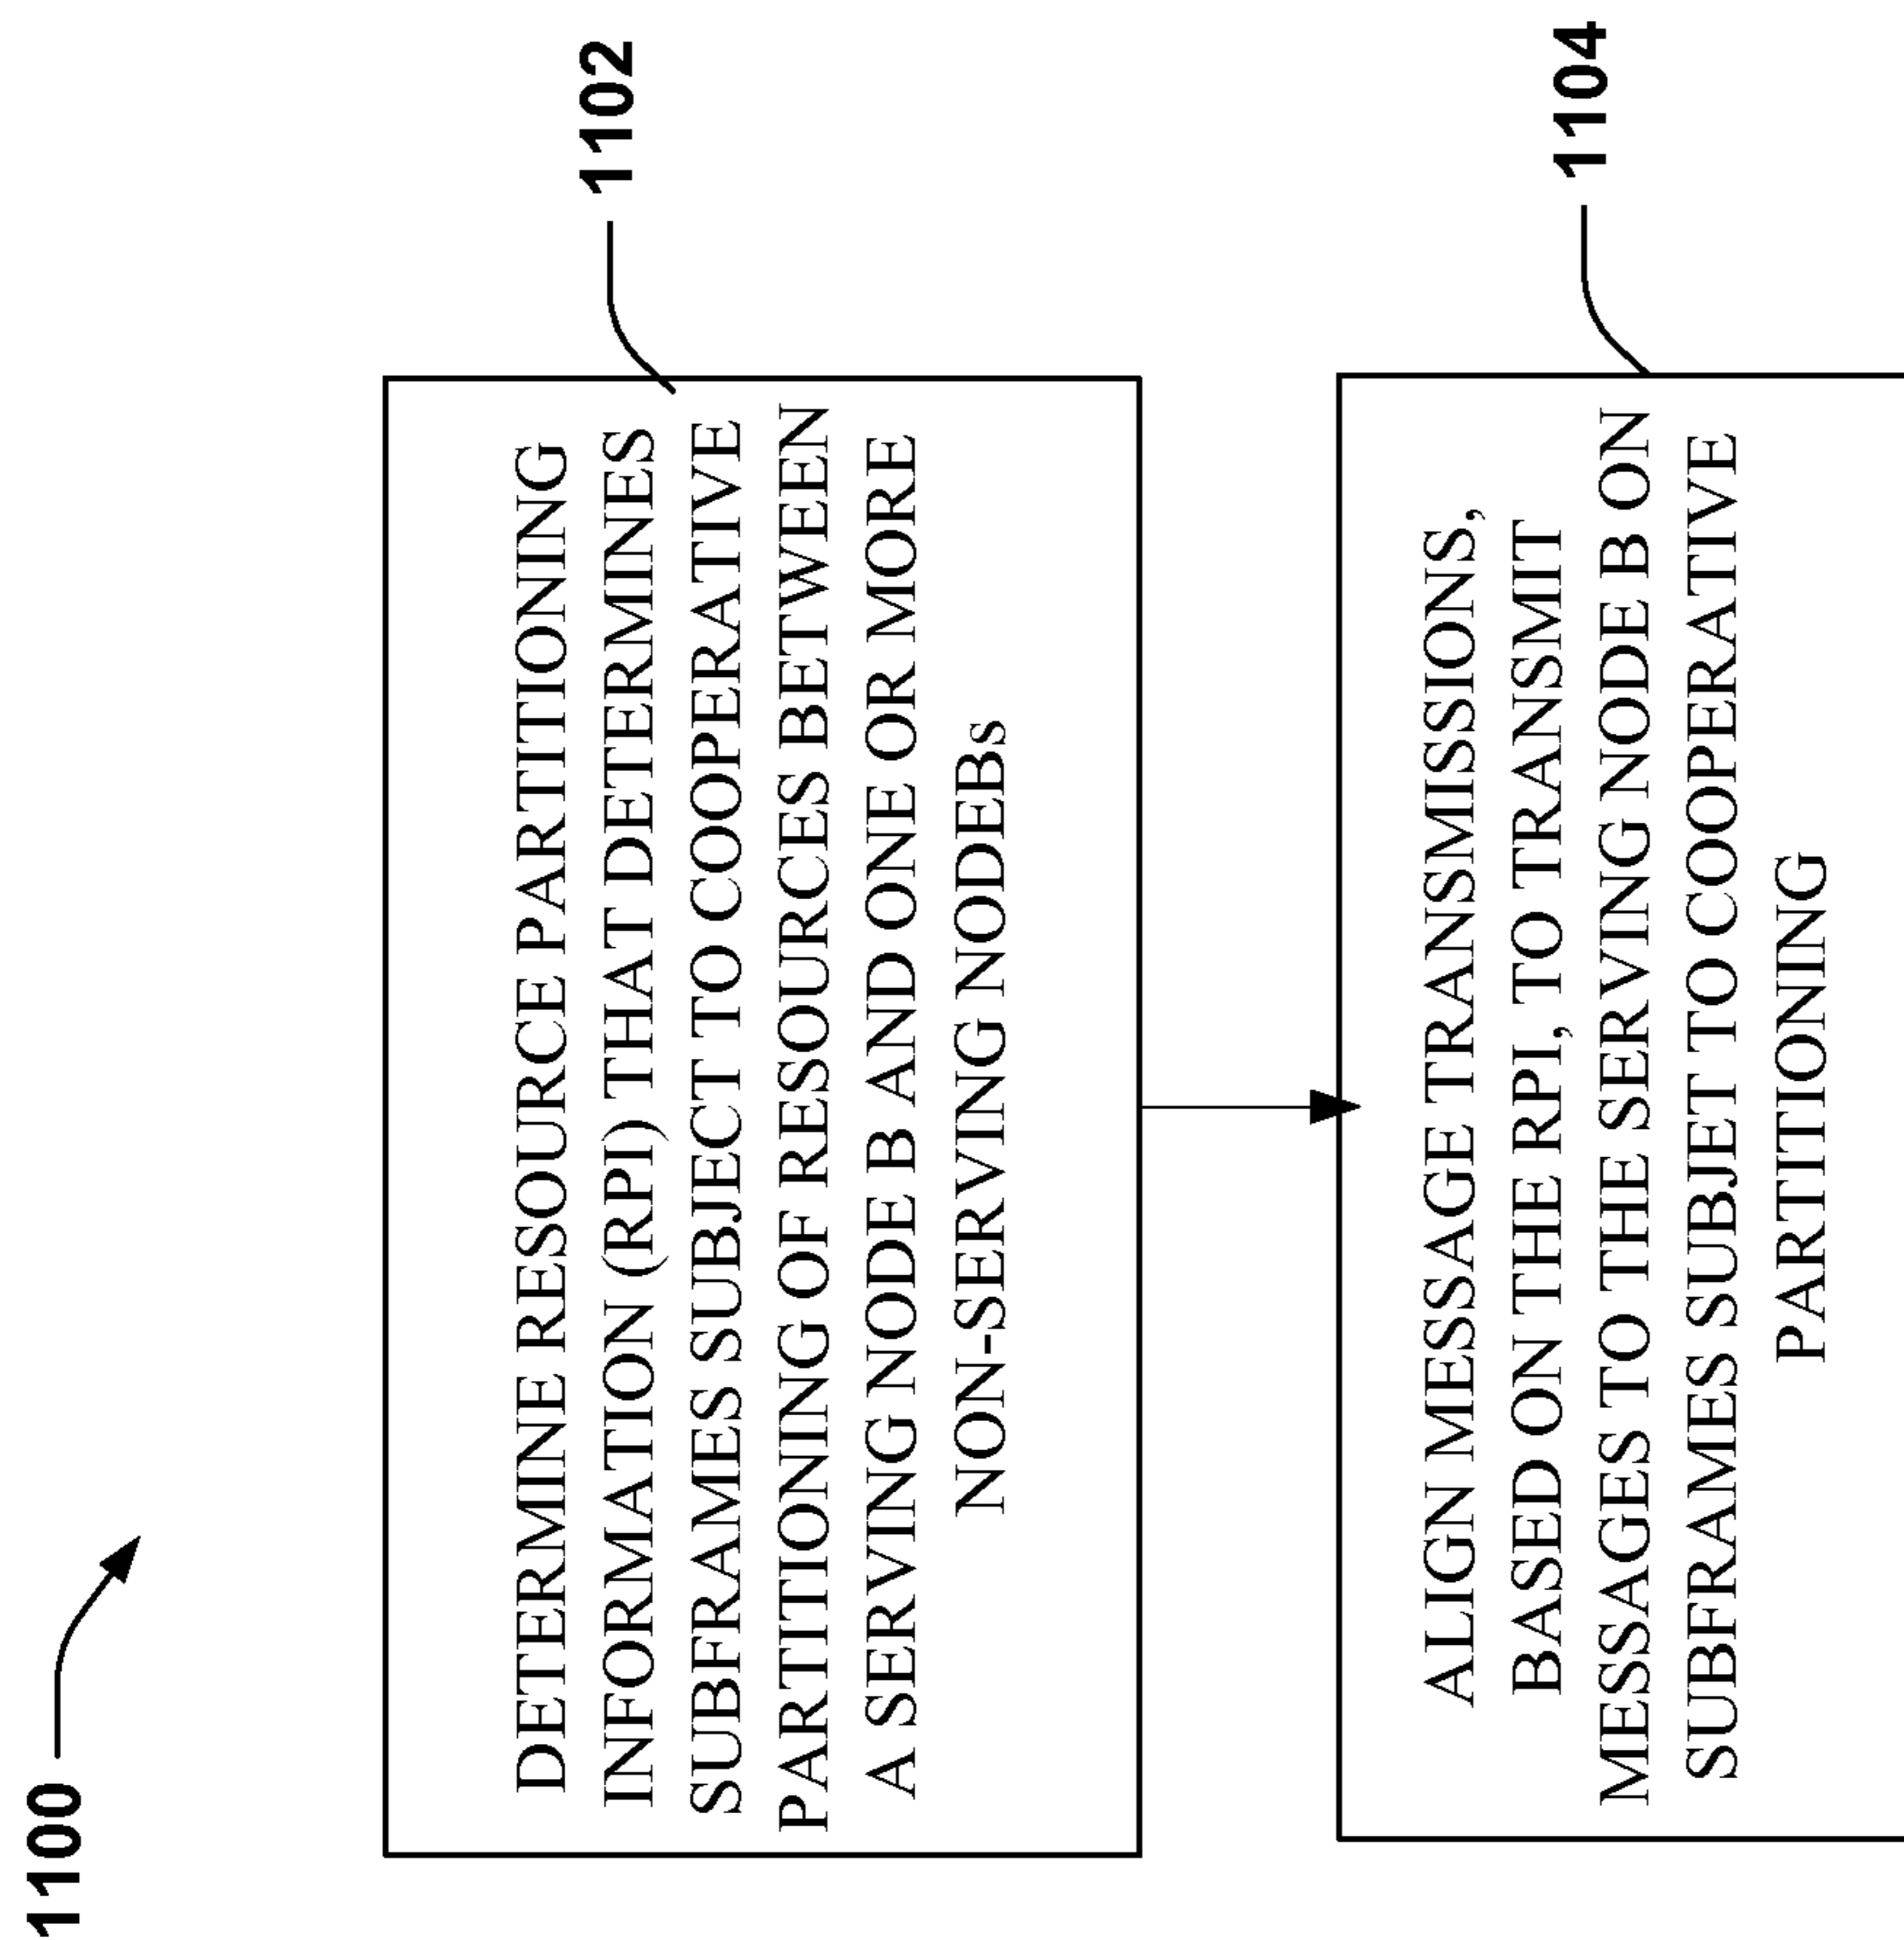 1100
1102
DETERMINE RESOURCE PARTITIONING
INFORMATION (RPI) THAT DETERMINES
SUBFRAMES SUBJECT TO COOPERATIVE
PARTITIONING OF RESOURCES BETWEEN
A SERVING NODE B AND ONE OR MORE
NON-SERVING NODEBs
1104
ALIGN MESSAGE TRANSMISSIONS,
BASED ON THE RPI, TO TRANSMIT
MESSAGES TO THE SERVING NODE B ON
SUBFRAMES SUBJET TO COOPERATIVE
PARTITIONING